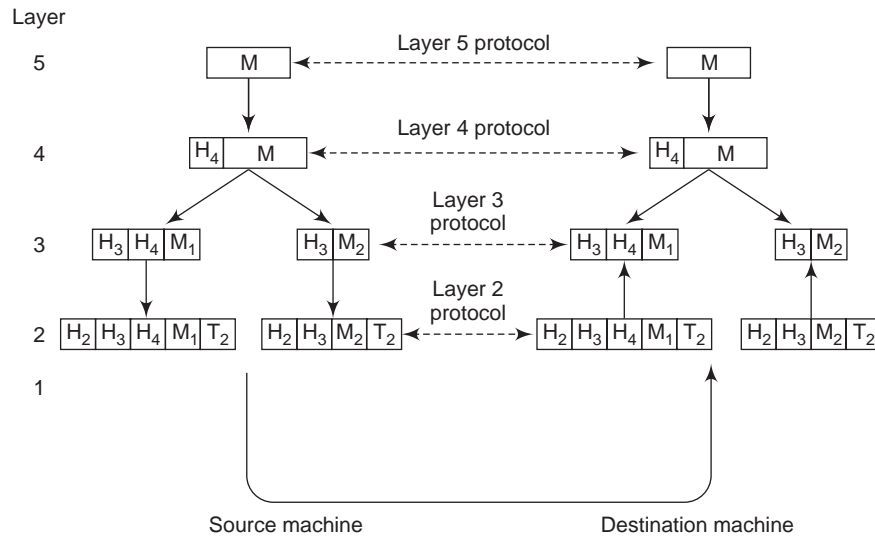 Layer
5 M Layer 5 protocol M
4 H₄ M Layer 4 protocol H₄ M
Layer 3
protocol
3 H₃ H₄ M₁ H₃ M₂ H₃ H₄ M₁ H₃ M₂
Layer 2
protocol
2 H₂ H₃ H₄ M₁ T₂ H₂ H₃ M₂ T₂ H₂ H₃ H₄ M₁ T₂ H₂ H₃ M₂ T₂
1
Source machine Destination machine